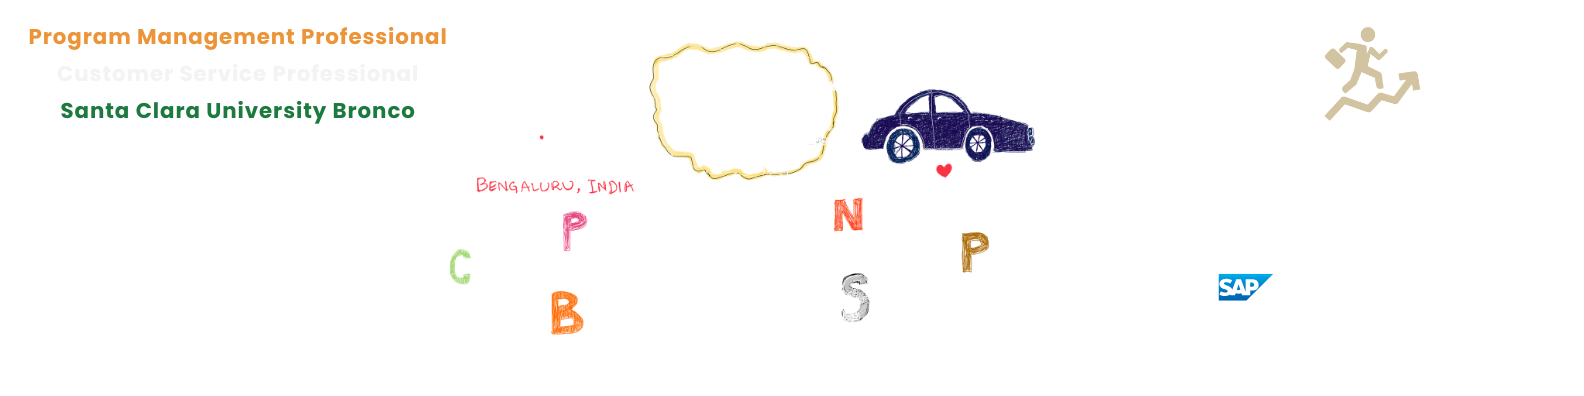 Program Management Professional
Customer Service Professional
Santa Clara University Bronco
BENGALURU, INDIA
N
P
P
C
S
B
SAP